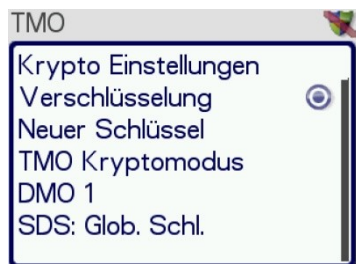 TMO
Krypto Einstellungen
Verschlüsselung
Neuer Schlüssel
TMO Kryptomodus
DMO 1
SDS: Glob. Schl.